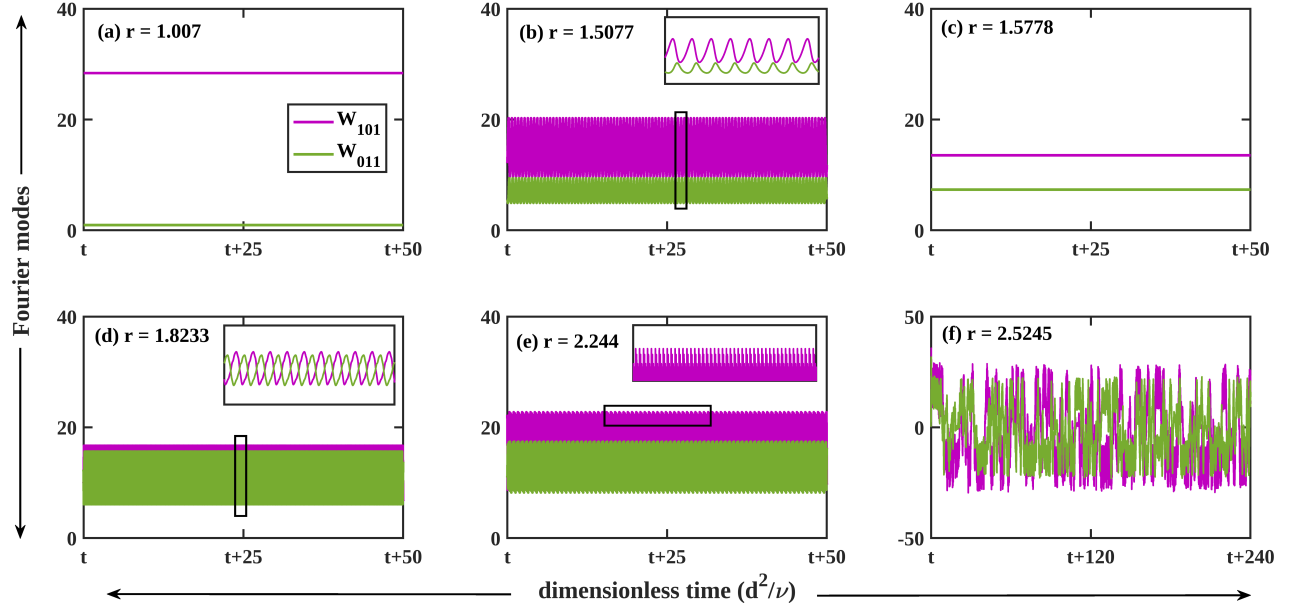 (a) r = 1.007
(b) r = 1.5077
(c) r = 1.5778
W101
W011
40
20
0
t
t+25
t+50
40
20
0
t
t+25
t+50
40
20
0
t
t+25
t+50
Fourier modes
(d) r = 1.8233
(e) r = 2.244
(f) r = 2.5245
40
20
0
t
t+25
t+50
40
20
0
t
t+25
t+50
50
0
-50
t
t+120
t+240
dimensionless time (d²/ν)